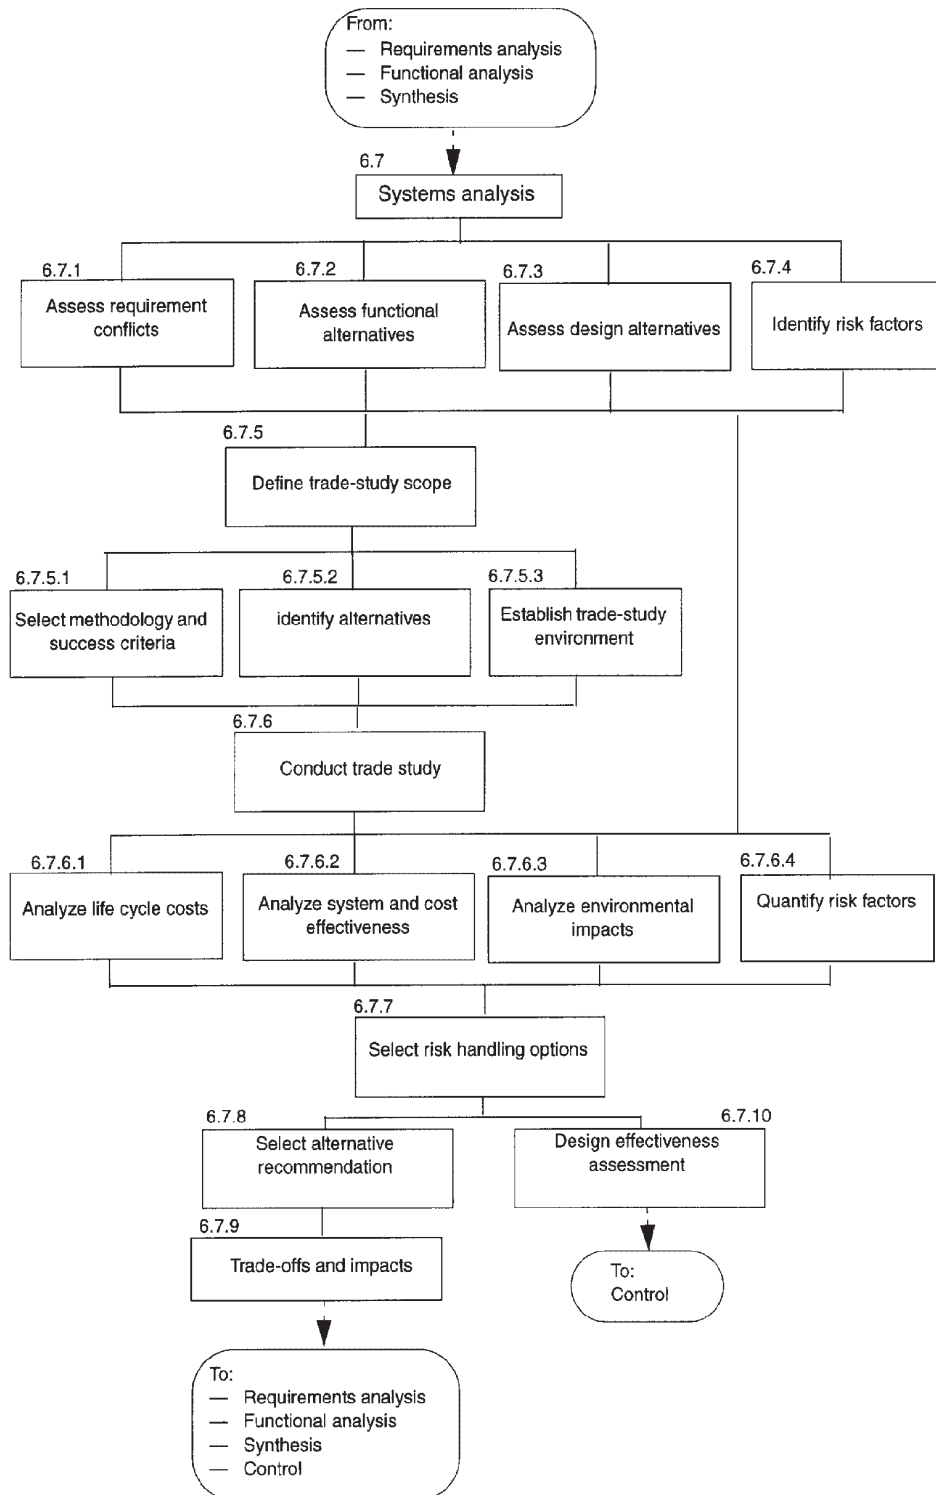 From:
— Requirements analysis
— Functional analysis
— Synthesis
6.7
Systems analysis
6.7.1
Assess requirement
conflicts
6.7.2
Assess functional
alternatives
6.7.3
Assess design alternatives
6.7.4
Identify risk factors
6.7.5
Define trade-study scope
6.7.5.1
Select methodology and
success criteria
6.7.5.2
identify alternatives
6.7.5.3
Establish trade-study
environment
6.7.6
Conduct trade study
6.7.6.1
Analyze life cycle costs
6.7.6.2
Analyze system and cost
effectiveness
6.7.6.3
Analyze environmental
impacts
6.7.6.4
Quantify risk factors
6.7.7
Select risk handling options
6.7.8
Select alternative
recommendation
6.7.10
Design effectiveness
assessment
6.7.9
Trade-offs and impacts
To:
Control
To:
— Requirements analysis
— Functional analysis
— Synthesis
— Control